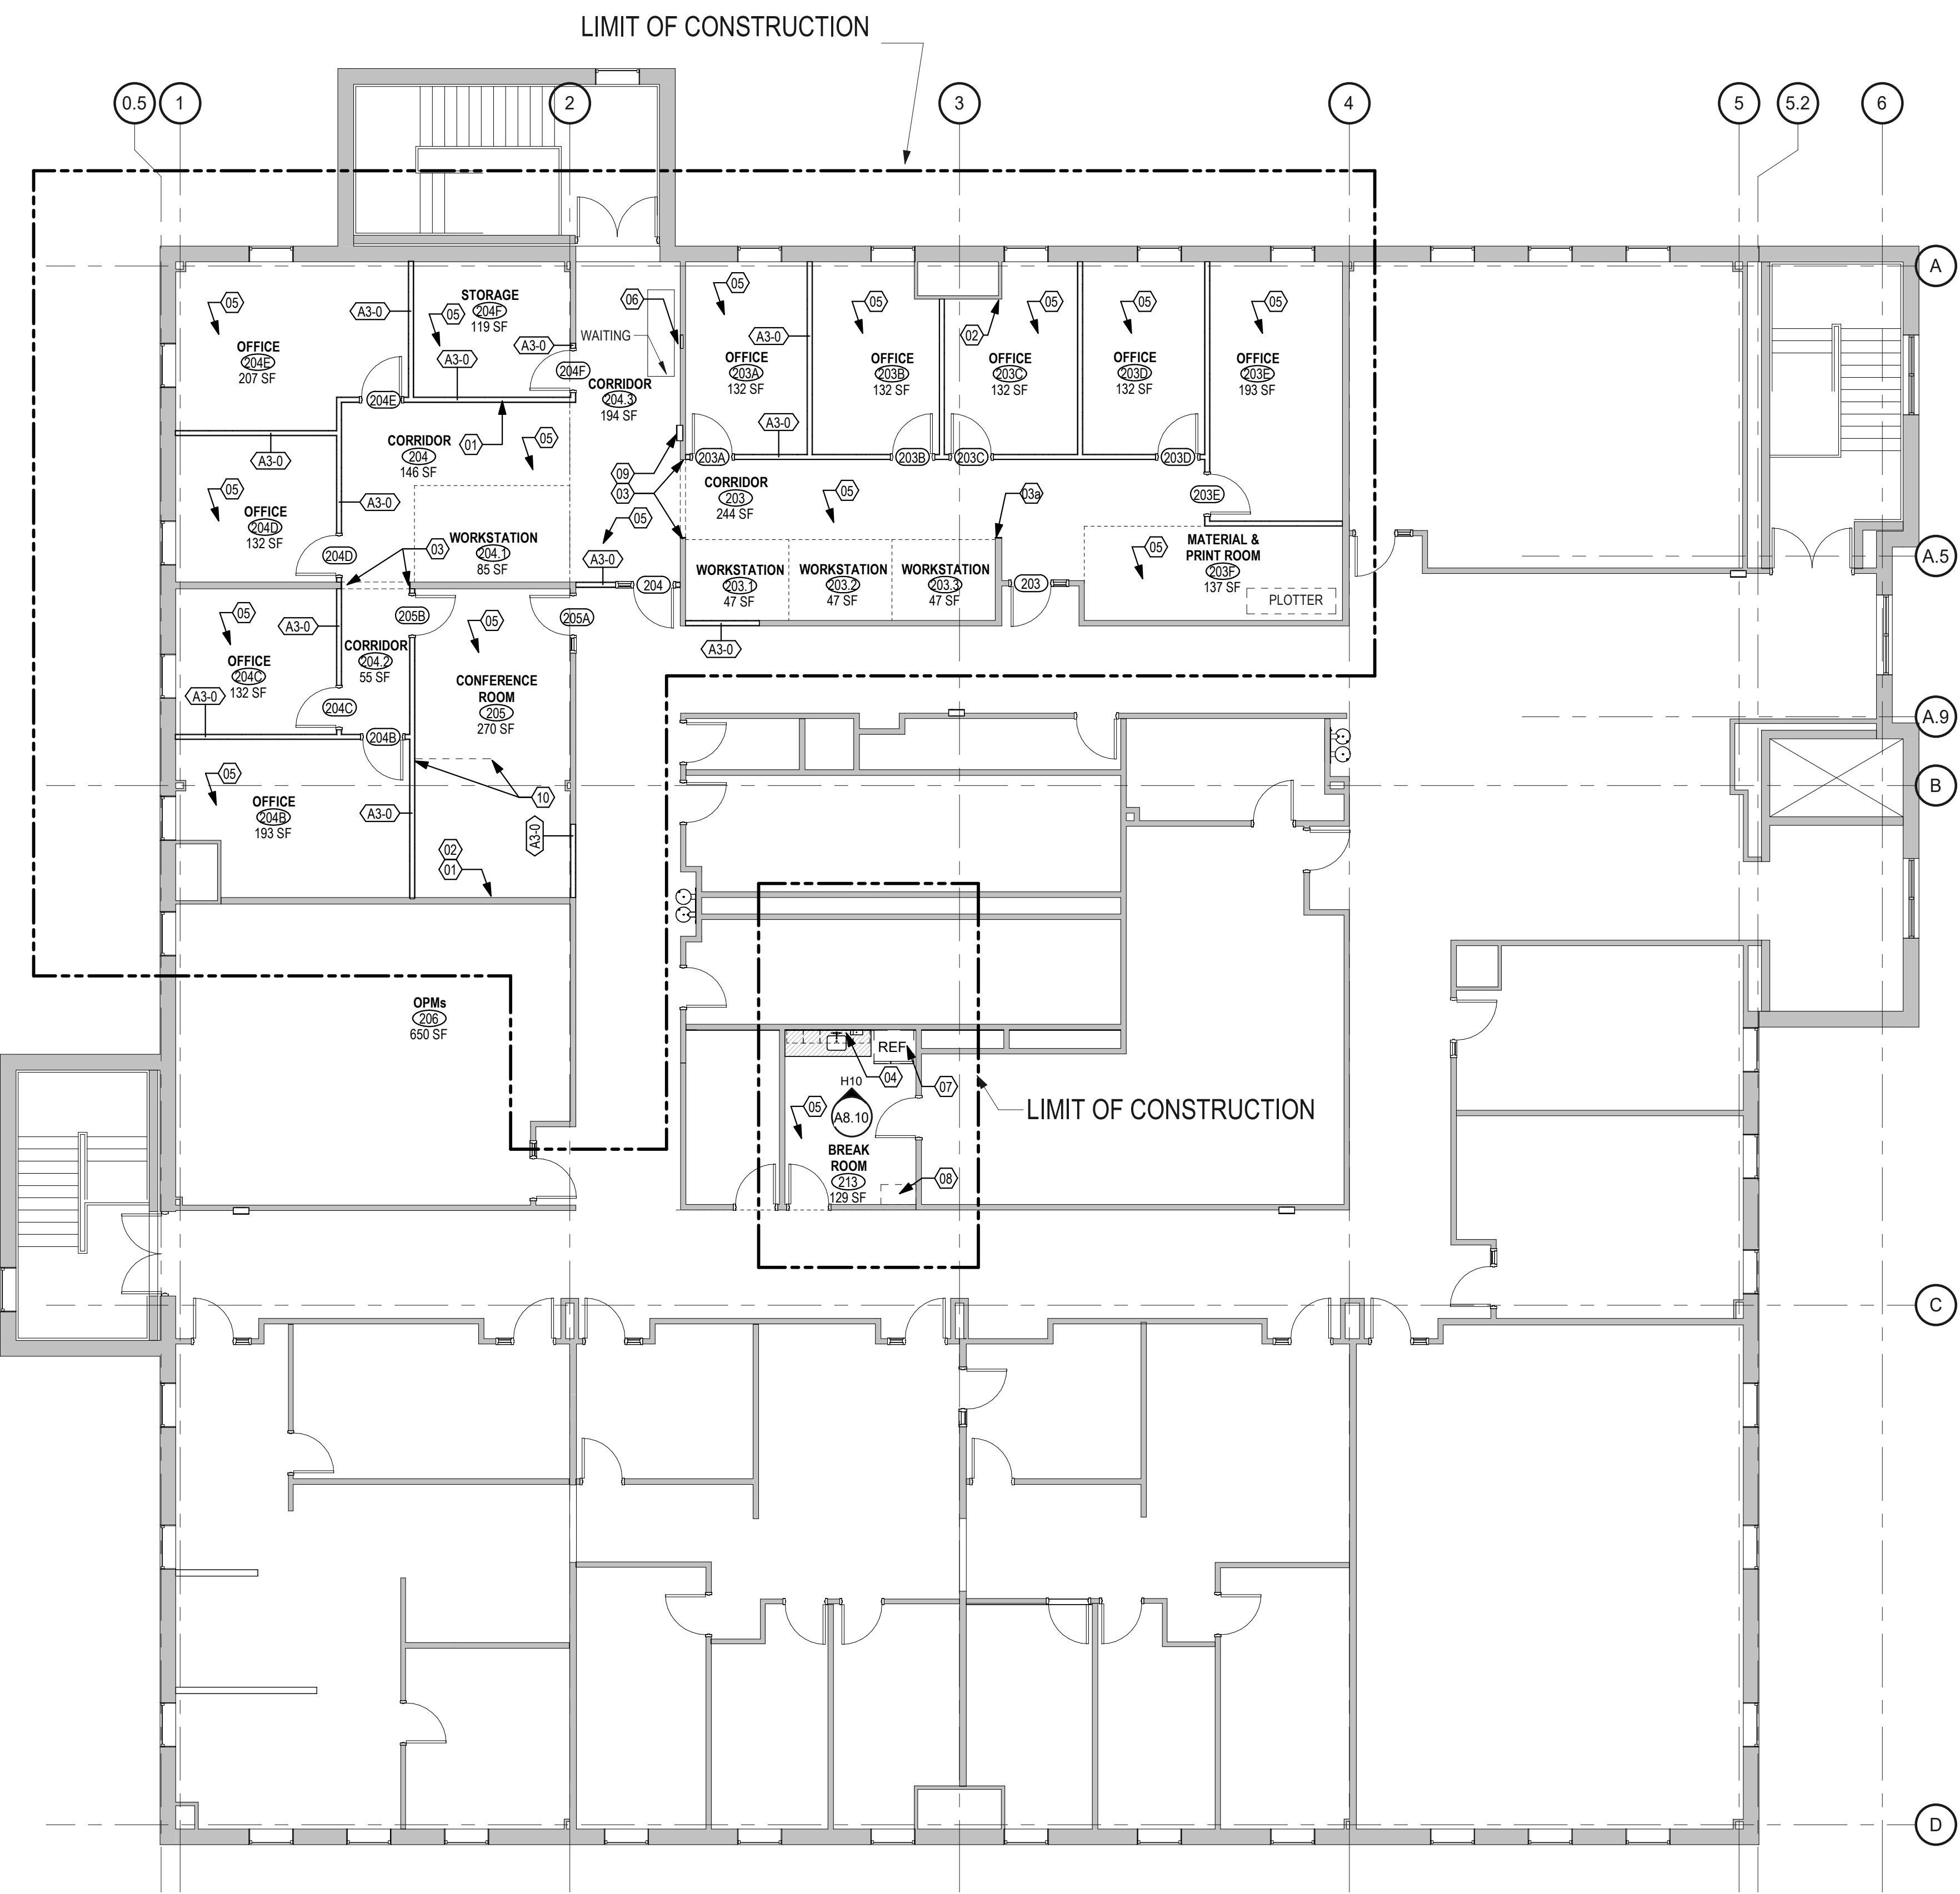 LIMIT OF CONSTRUCTION
0.5
1
2
3
4
5
5.2
6
A
A.5
A.9
B
C
D
05
OFFICE
204E
207 SF
A3-0
STORAGE
204F
119 SF
05
A3-0
A3-0
204F
204E
06
WAITING
CORRIDOR
204.3
194 SF
05
OFFICE
203A
132 SF
A3-0
05
OFFICE
203B
132 SF
02
05
OFFICE
203C
132 SF
05
OFFICE
203D
132 SF
05
OFFICE
203E
193 SF
A3-0
203A
203B
203C
203D
203E
CORRIDOR
204
146 SF
01
05
09
03
A3-0
A3-0
05
OFFICE
204D
132 SF
204D
03
WORKSTATION
204.1
85 SF
05
A3-0
204
CORRIDOR
203
244 SF
05
03a
WORKSTATION
203.1
47 SF
WORKSTATION
203.2
47 SF
WORKSTATION
203.3
47 SF
203
05
MATERIAL &
PRINT ROOM
203F
137 SF
PLOTTER
A3-0
05
A3-0
OFFICE
204C
132 SF
A3-0
204C
204B
CORRIDOR
204.2
55 SF
205B
05
205A
CONFERENCE
ROOM
205
270 SF
10
05
OFFICE
204B
193 SF
A3-0
A3-0
02
01
OPMs
206
650 SF
REF
04
07
H10
A8.10
05
BREAK
ROOM
213
129 SF
08
LIMIT OF CONSTRUCTION